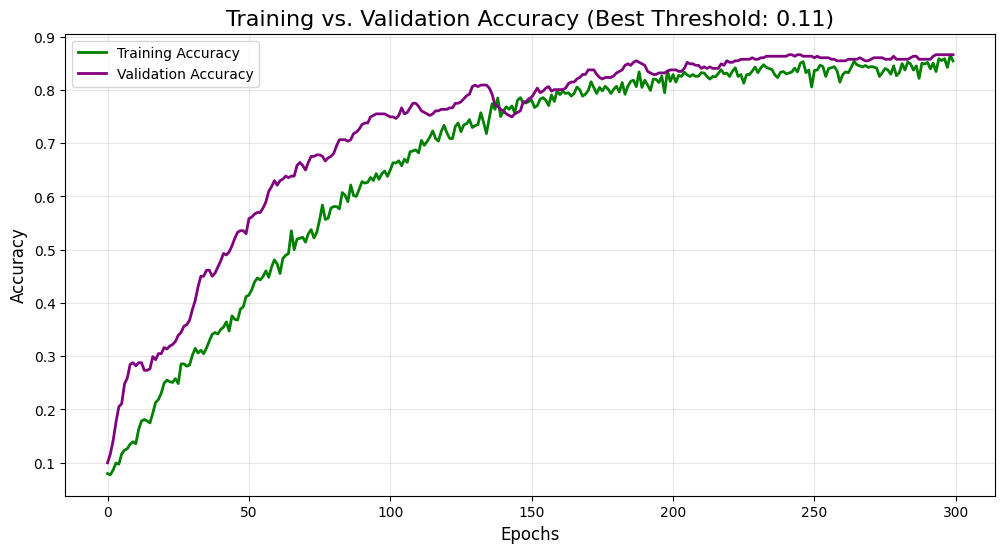 Training vs. Validation Accuracy (Best Threshold: 0.11)
Training Accuracy
Validation Accuracy
Accuracy
0.9
0.8
0.7
0.6
0.5
0.4
0.3
0.2
0.1
0 50 100 150 200 250 300
Epochs